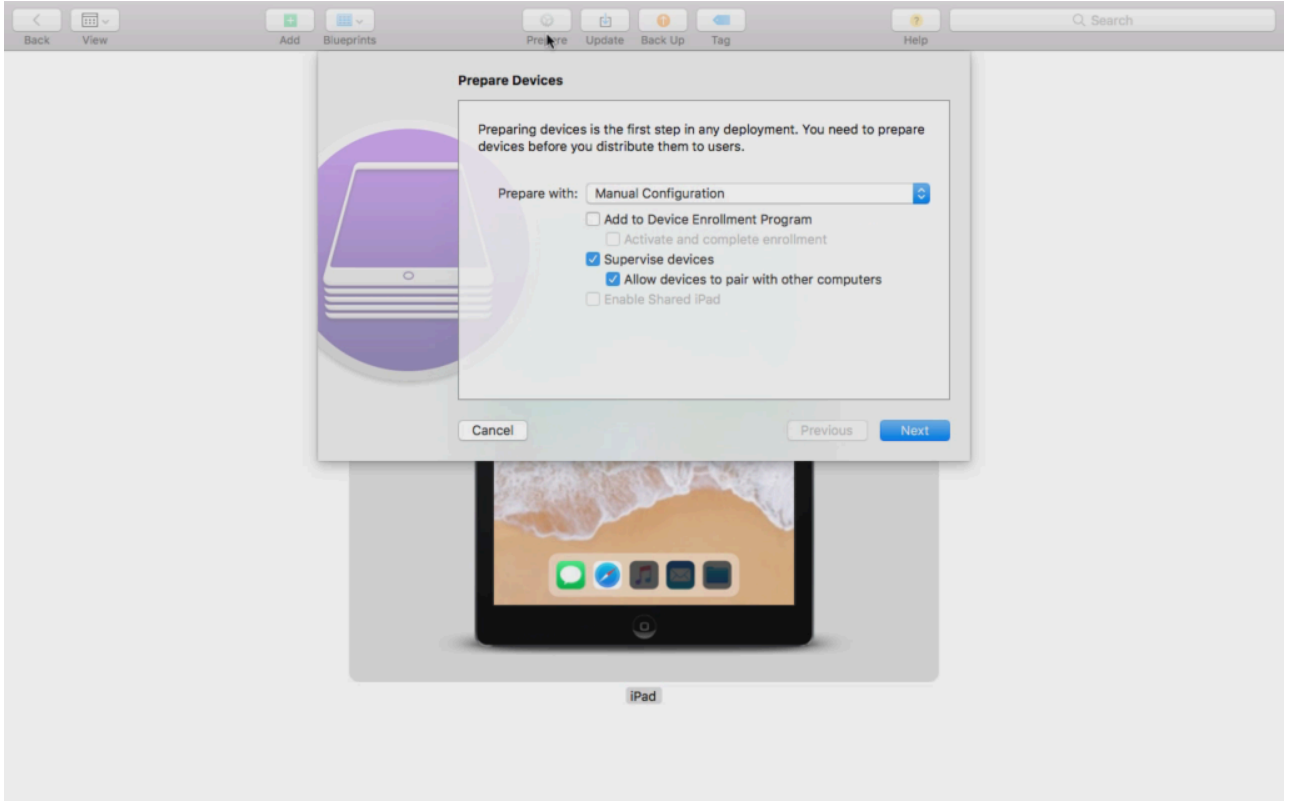 Search
Back View Add Blueprints Prepare Update Back Up Tag Help
Prepare Devices
Preparing devices is the first step in any deployment. You need to prepare
devices before you distribute them to users.
Prepare with: Manual Configuration
Add to Device Enrollment Program
Activate and complete enrollment
Supervise devices
Allow devices to pair with other computers
Enable Shared iPad
Cancel Previous Next
iPad